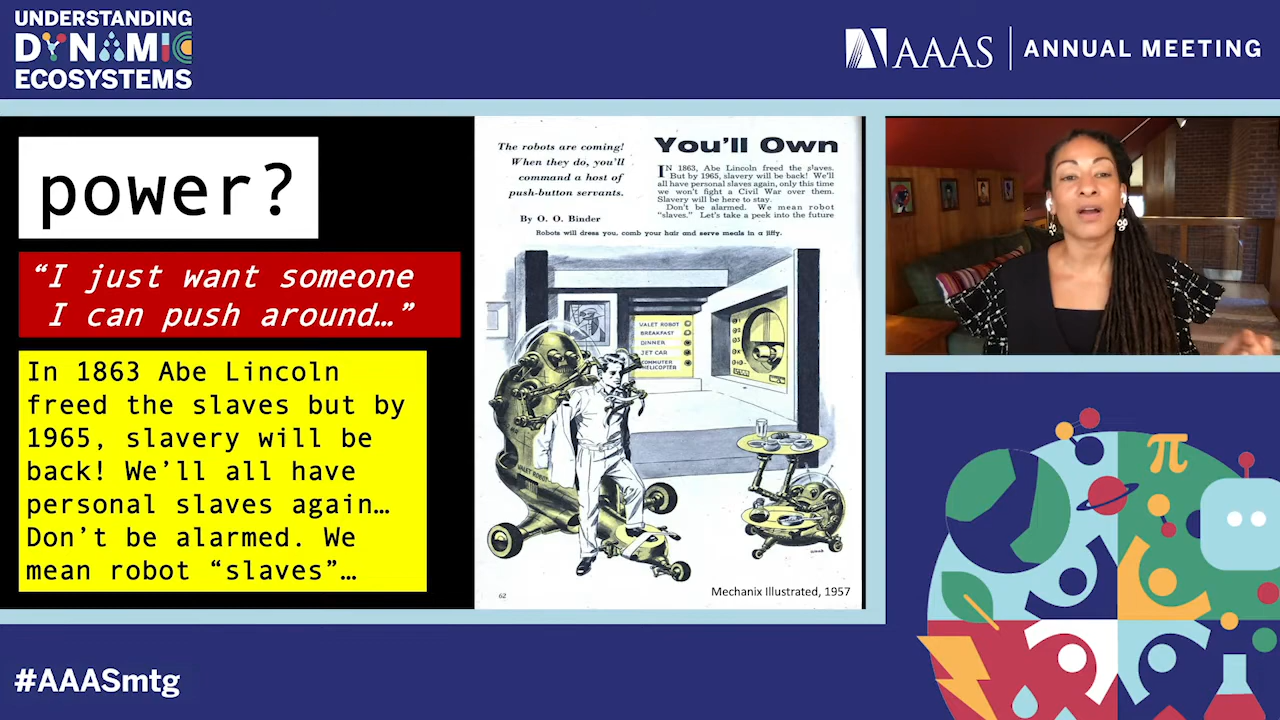 UNDERSTANDING
DYNAMIC
ECOSYSTEMS
AAAS
ANNUAL MEETING
power?
“I just want someone
I can push around…”
In 1863 Abe Lincoln
freed the slaves but by
1965, slavery will be
back! We’ll all have
personal slaves again…
Don’t be alarmed. We
mean robot “slaves”…
The robots are coming!
When they do, you’ll
command a host of
push-button servants.
By O. O. Binder
You’ll Own
IN 1863, Abe Lincoln freed the slaves.
But by 1965, slavery will be back! We’ll
all have personal slaves again, only this time
we won’t fight a Civil War over them.
Slavery will be here to stay.
Don’t be alarmed. We mean robot
“slaves.” Let’s take a peek into the future
Robots will dress you, comb your hair and serve meals in a jiffy.
VALET ROBOT
BREAKFAST
DINNER
JET CAR
COMMUTER
HELICOPTER
VALET ROBOT
62
Mechanix Illustrated, 1957
π
#AAASmtg